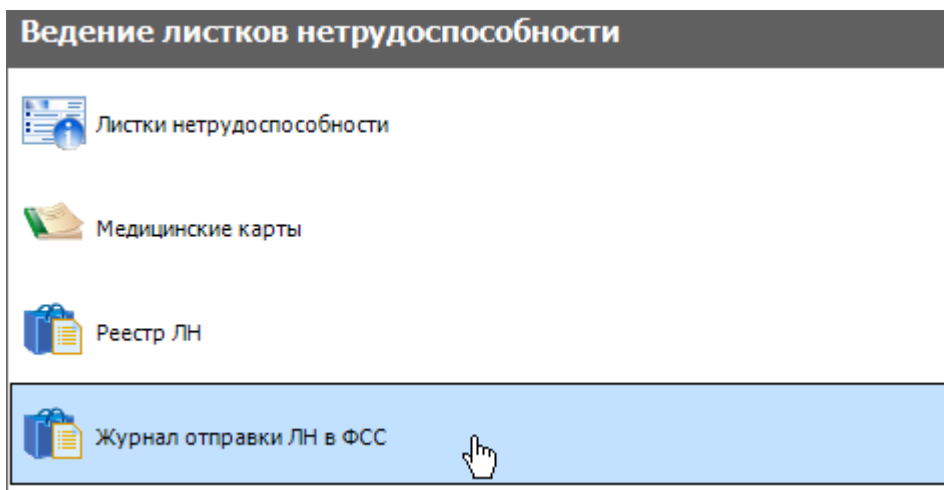 Ведение листков нетрудоспособности
Листки нетрудоспособности
Медицинские карты
Реестр ЛН
Журнал отправки ЛН в ФСС